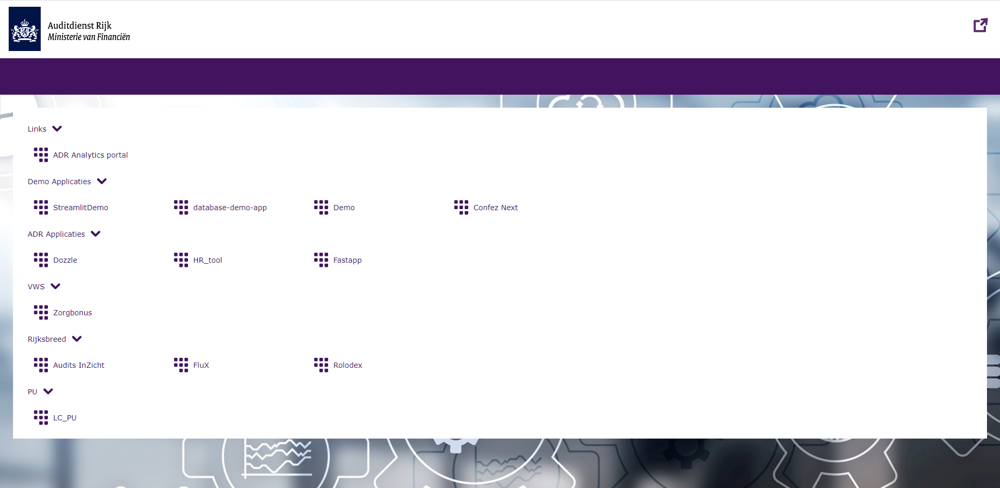 Auditdienst Rijk
Ministerie van Financiën
Links
ADR Analytics portal
Demo Applicaties
StreamlitDemo database-demo-app Demo Confez Next
ADR Applicaties
Dozzle HR_tool Fastapp
VWS
Zorgbonus
Rijksbreed
Audits InZicht FluX Rolodex
PU
LC_PU